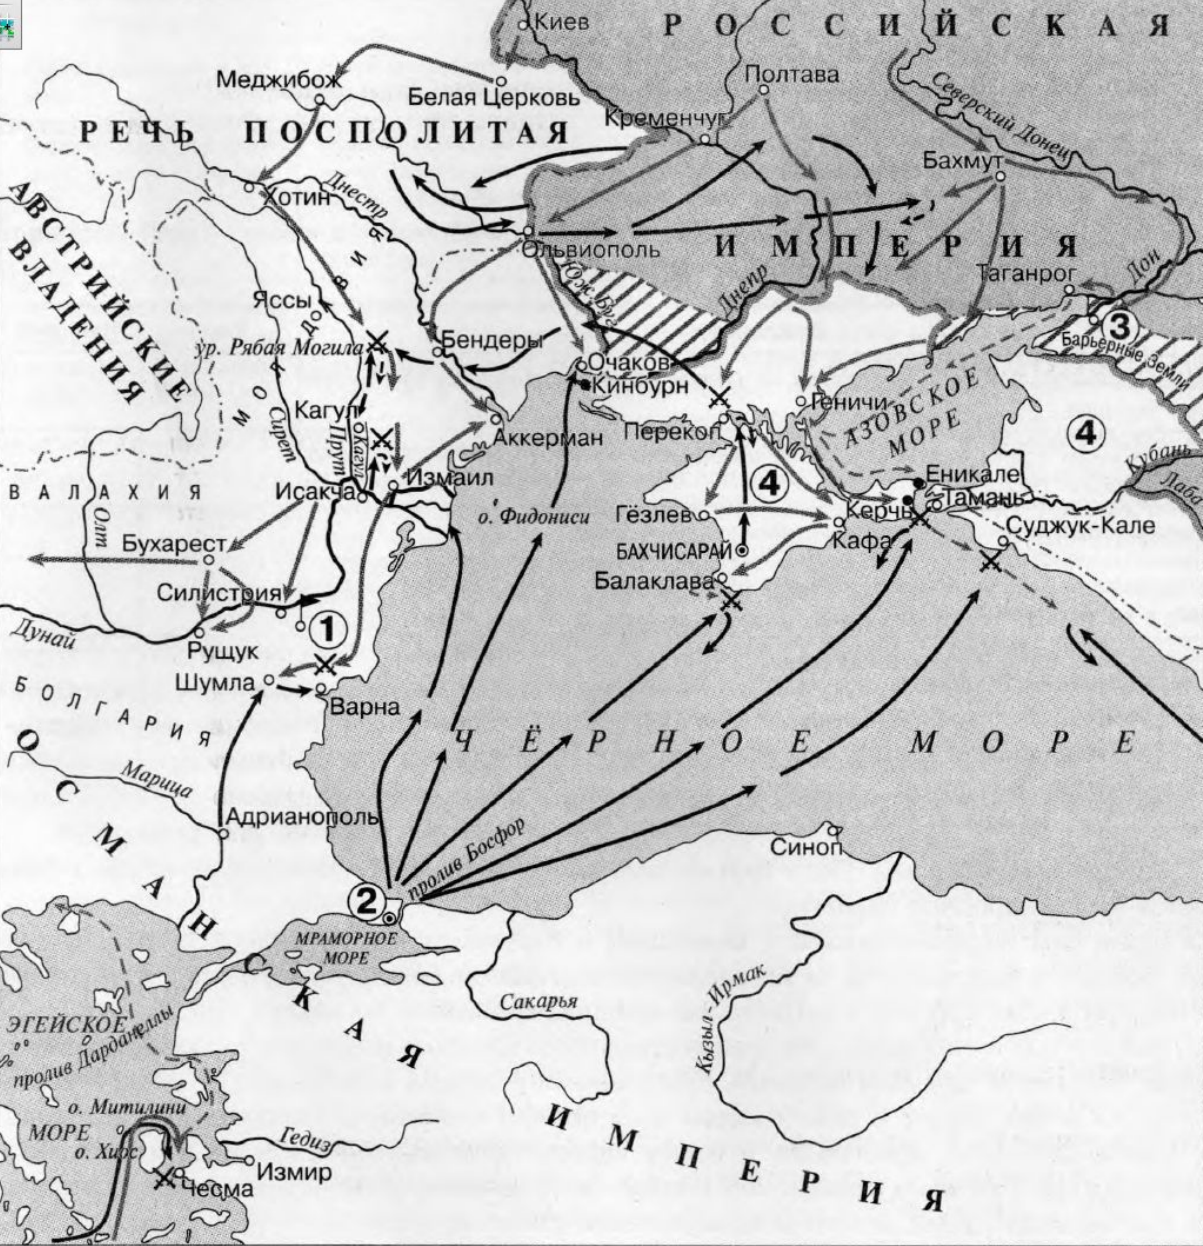 Киев
РОССИЙСКАЯ
Меджибож
Белая Церковь
Полтава
Кременчуг
Северский Донец
РЕЧЬ ПОСПОЛИТАЯ
Бахмут
АВСТРИЙСКИЕ
ВЛАДЕНИЯ
Хотин
Днестр
Ольвиополь
ИМПЕРИЯ
Юж. Буг
Днепр
Таганрог
Дон
МОЛДОВИЯ
Яссы
ур. Рябая Могила
Бендеры
3
Барьерные Земли
Очаков
Кинбурн
Геничи
АЗОВСКОЕ
МОРЕ
Кагул
Сирет
Прут
Кагул
Аккерман
Перекоп
4
Кубань
Лаба
ВАЛАХИЯ
Олт
Исакча
Измаил
4
Еникале
Тамань
о. Фидониси
Гёзлев
Керчь
Суджук-Кале
Бухарест
БАХЧИСАРАЙ
Кафа
Балаклава
Силистрия
1
Дунай
Рущук
Шумла
Варна
БОЛГАРИЯ
ЧЁРНОЕ МОРЕ
Марица
Адрианополь
пролив Босфор
Синоп
2
МРАМОРНОЕ
МОРЕ
ОСМАНСКАЯ
Сакарья
Кызыл-Ирмак
ЭГЕЙСКОЕ
пролив Дарданеллы
о. Митилини
МОРЕ
о. Хиос
Гедиз
Измир
Чесма
ИМПЕРИЯ